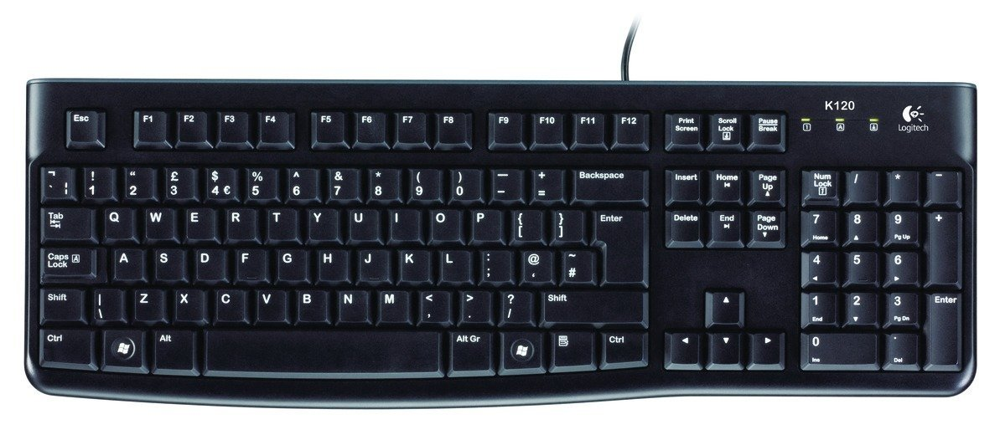 K120
Logitech
1 A
Esc F1 F2 F3 F4 F5 F6 F7 F8 F9 F10 F11 F12 Print Screen Scroll Lock Pause Break
¬ ! " £ $ % ^ & * ( ) — +
` ¦ 1 2 3 4 € 5 6 7 8 9 0 – = Backspace Insert Home Page Up Num Lock / * –
Tab Q W E R T Y U I O P { [ } ] Enter Delete End Page Down 7 Home 8 9 Pg Up +
Caps Lock A A S D F G H J K L : ; @ ' ~ # 4 5 6
Shift | \ Z X C V B N M < , > . ? / Shift 1 End 2 3 Pg Dn Enter
Ctrl Alt Alt Gr Ctrl 0 Ins . Del